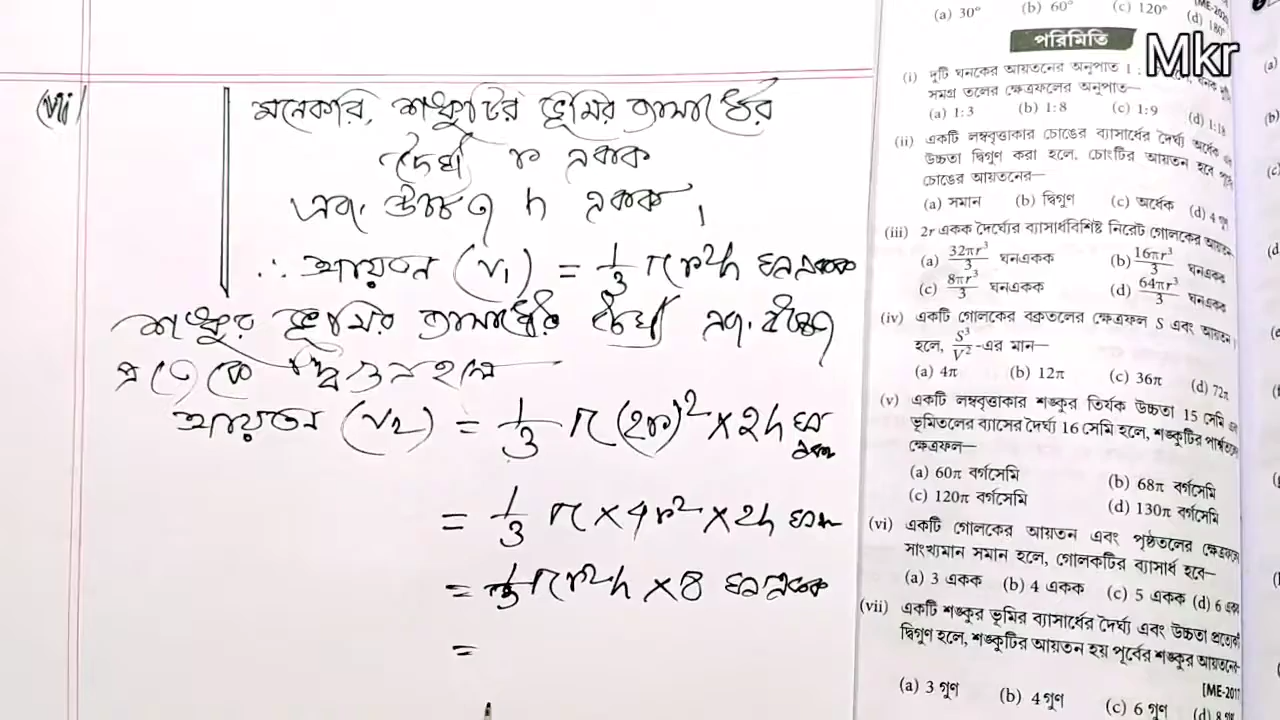 (vii) মনেকরি, শঙ্কুটির ভূমির ব্যাসার্ধের
দৈর্ঘ্য r একক
এবং উচ্চতা h একক,
∴ আয়তন (V₁) = 1/3 πr²h ঘনএকক
শঙ্কুর ভূমির ব্যাসার্ধের দৈর্ঘ্য এবং উচ্চতা
প্রত্যেকে দ্বিগুন হলে
আয়তন (V₂) = 1/3 π(2r)² × 2h ঘন একক
= 1/3 π × 4r² × 2h ঘন
= 1/3 πr²h × 8 ঘনএকক
=
(a) 30° (b) 60° (c) 120° (d) 180°
পরিমিতি
Mkr
(i) দুটি ঘনকের আয়তনের অনুপাত 1 :
সমগ্র তলের ক্ষেত্রফলের অনুপাত—
(a) 1:3 (b) 1:8 (c) 1:9 (d) 1:18
(ii) একটি লম্ববৃত্তাকার চোঙের ব্যাসার্ধের দৈর্ঘ্য অর্ধেক এবং
উচ্চতা দ্বিগুণ করা হলে, চোংটির আয়তন হবে পূর্বের
চোঙের আয়তনের—
(a) সমান (b) দ্বিগুণ (c) অর্ধেক (d) 4 গুণ
(iii) 2r একক দৈর্ঘ্যের ব্যাসার্ধবিশিষ্ট নিরেট গোলকের আয়তন
(a) 32πr³/3 ঘনএকক (b) 16πr³/3 ঘনএকক
(c) 8πr³/3 ঘনএকক (d) 64πr³/3 ঘনএকক
(iv) একটি গোলকের বক্রতলের ক্ষেত্রফল S এবং আয়তন
হলে, S³/V² -এর মান—
(a) 4π (b) 12π (c) 36π (d) 72π
(v) একটি লম্ববৃত্তাকার শঙ্কুর তির্যক উচ্চতা 15 সেমি এবং
ভূমিতলের ব্যাসের দৈর্ঘ্য 16 সেমি হলে, শঙ্কুটির পার্শ্বতলের
ক্ষেত্রফল—
(a) 60π বর্গসেমি (b) 68π বর্গসেমি
(c) 120π বর্গসেমি (d) 130π বর্গসেমি
(vi) একটি গোলকের আয়তন এবং পৃষ্ঠতলের ক্ষেত্রফলের
সাংখ্যমান সমান হলে, গোলকটির ব্যাসার্ধ হবে—
(a) 3 একক (b) 4 একক (c) 5 একক (d) 6 একক
(vii) একটি শঙ্কুর ভূমির ব্যাসার্ধের দৈর্ঘ্য এবং উচ্চতা প্রত্যেকটি
দ্বিগুণ হলে, শঙ্কুটির আয়তন হয় পূর্বের শঙ্কুর আয়তনের—
[ME-2017
(a) 3 গুণ (b) 4 গুণ (c) 6 গুণ (d) 8 গুণ